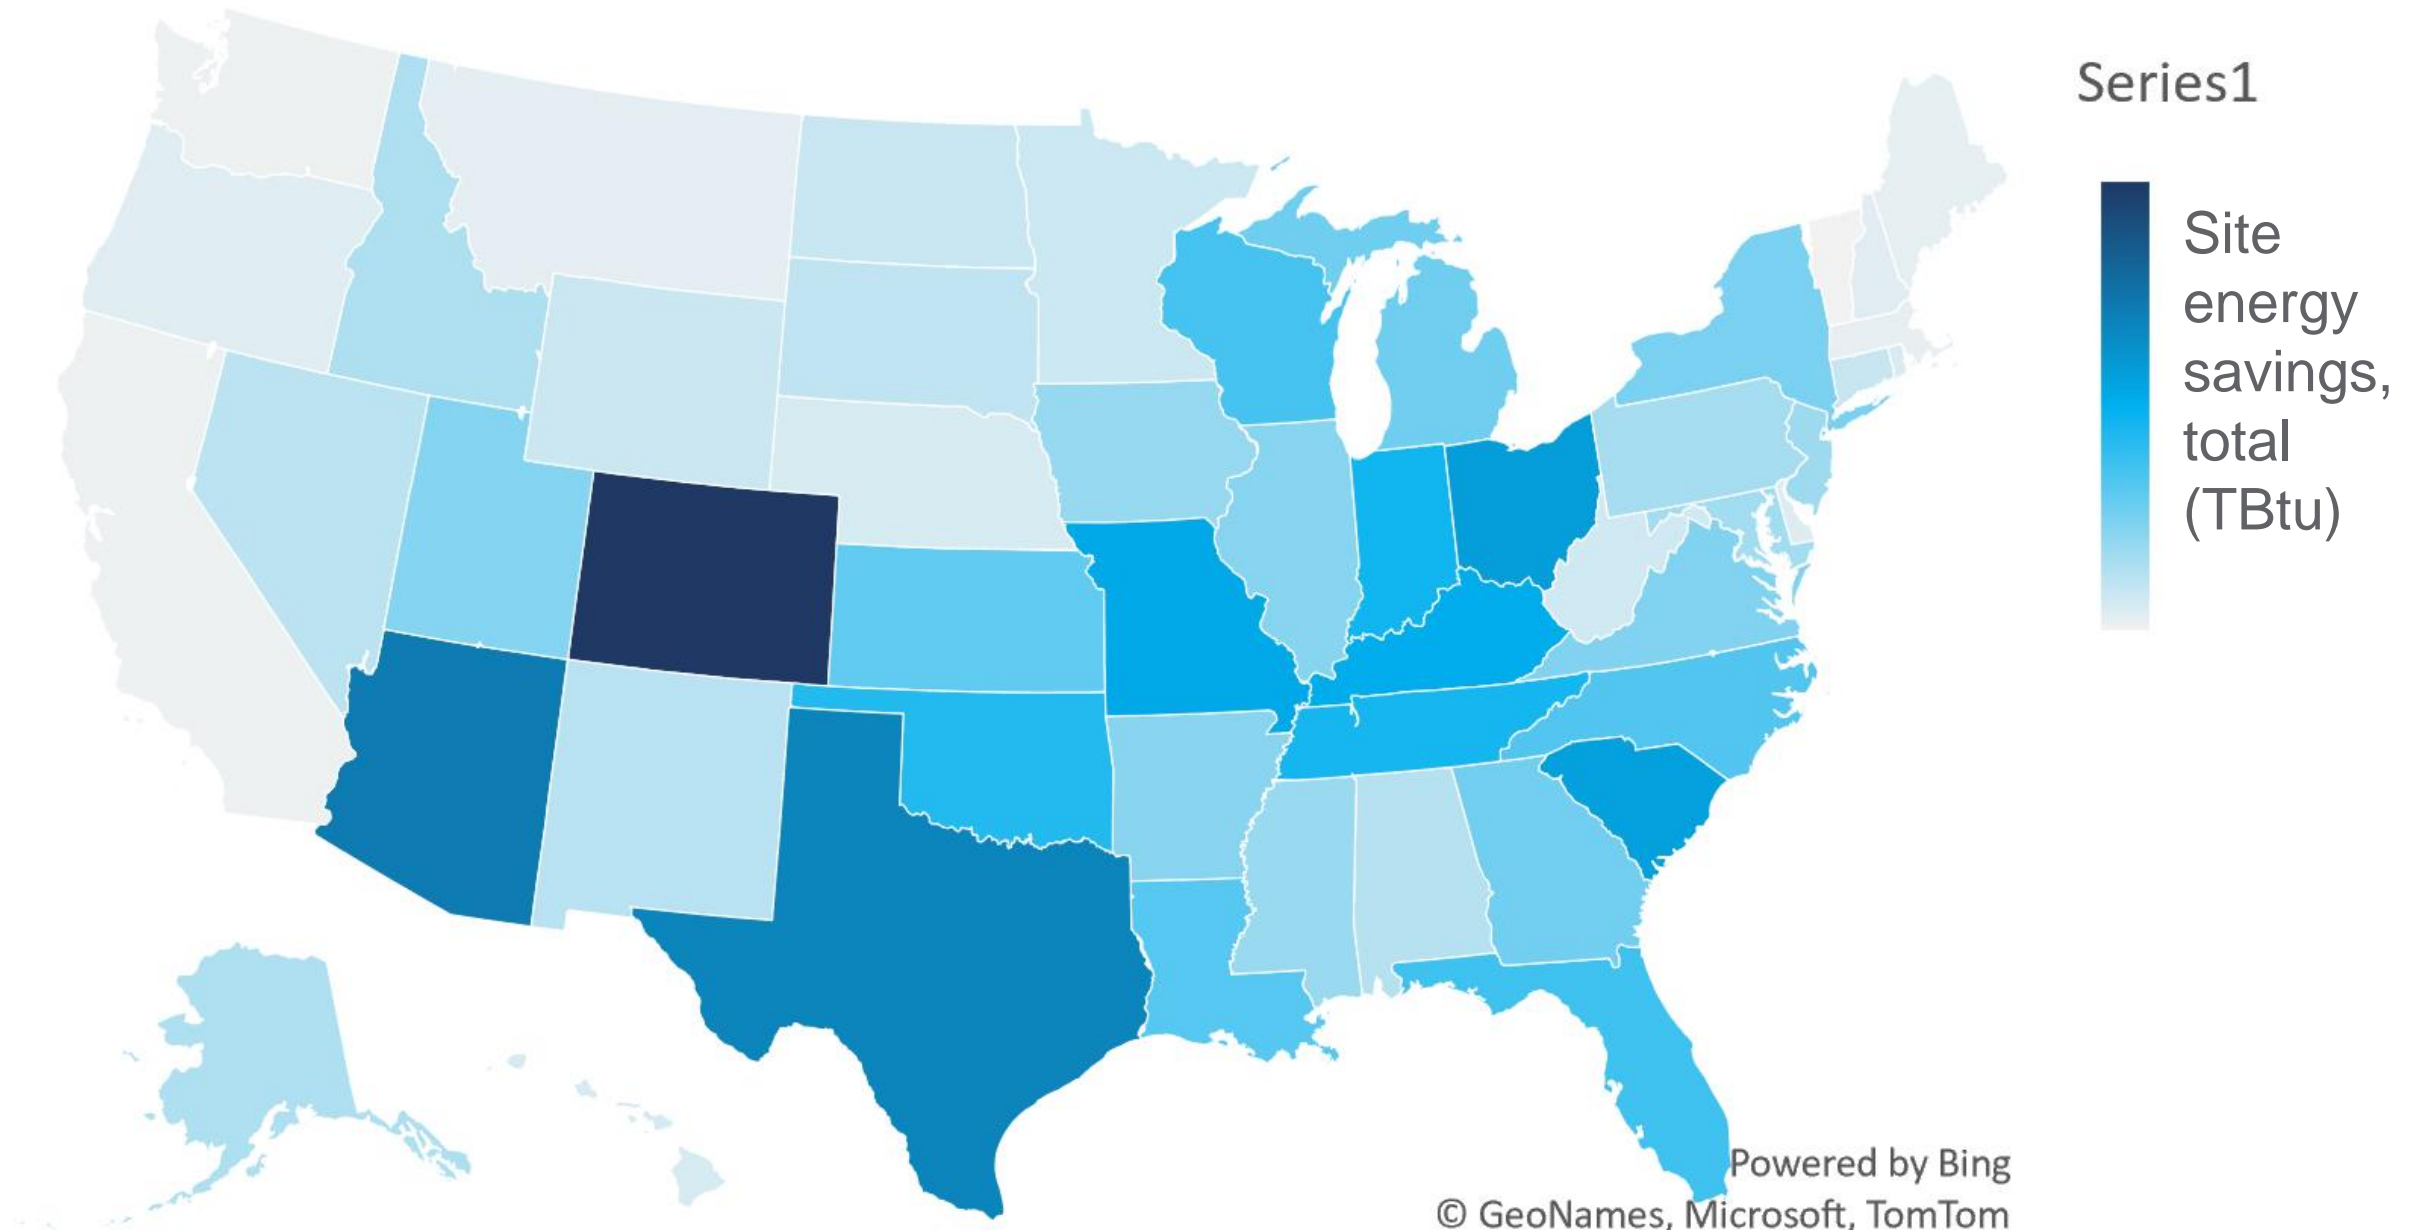 Series1
Site
energy
savings,
total
(TBtu)
Powered by Bing
© GeoNames, Microsoft, TomTom